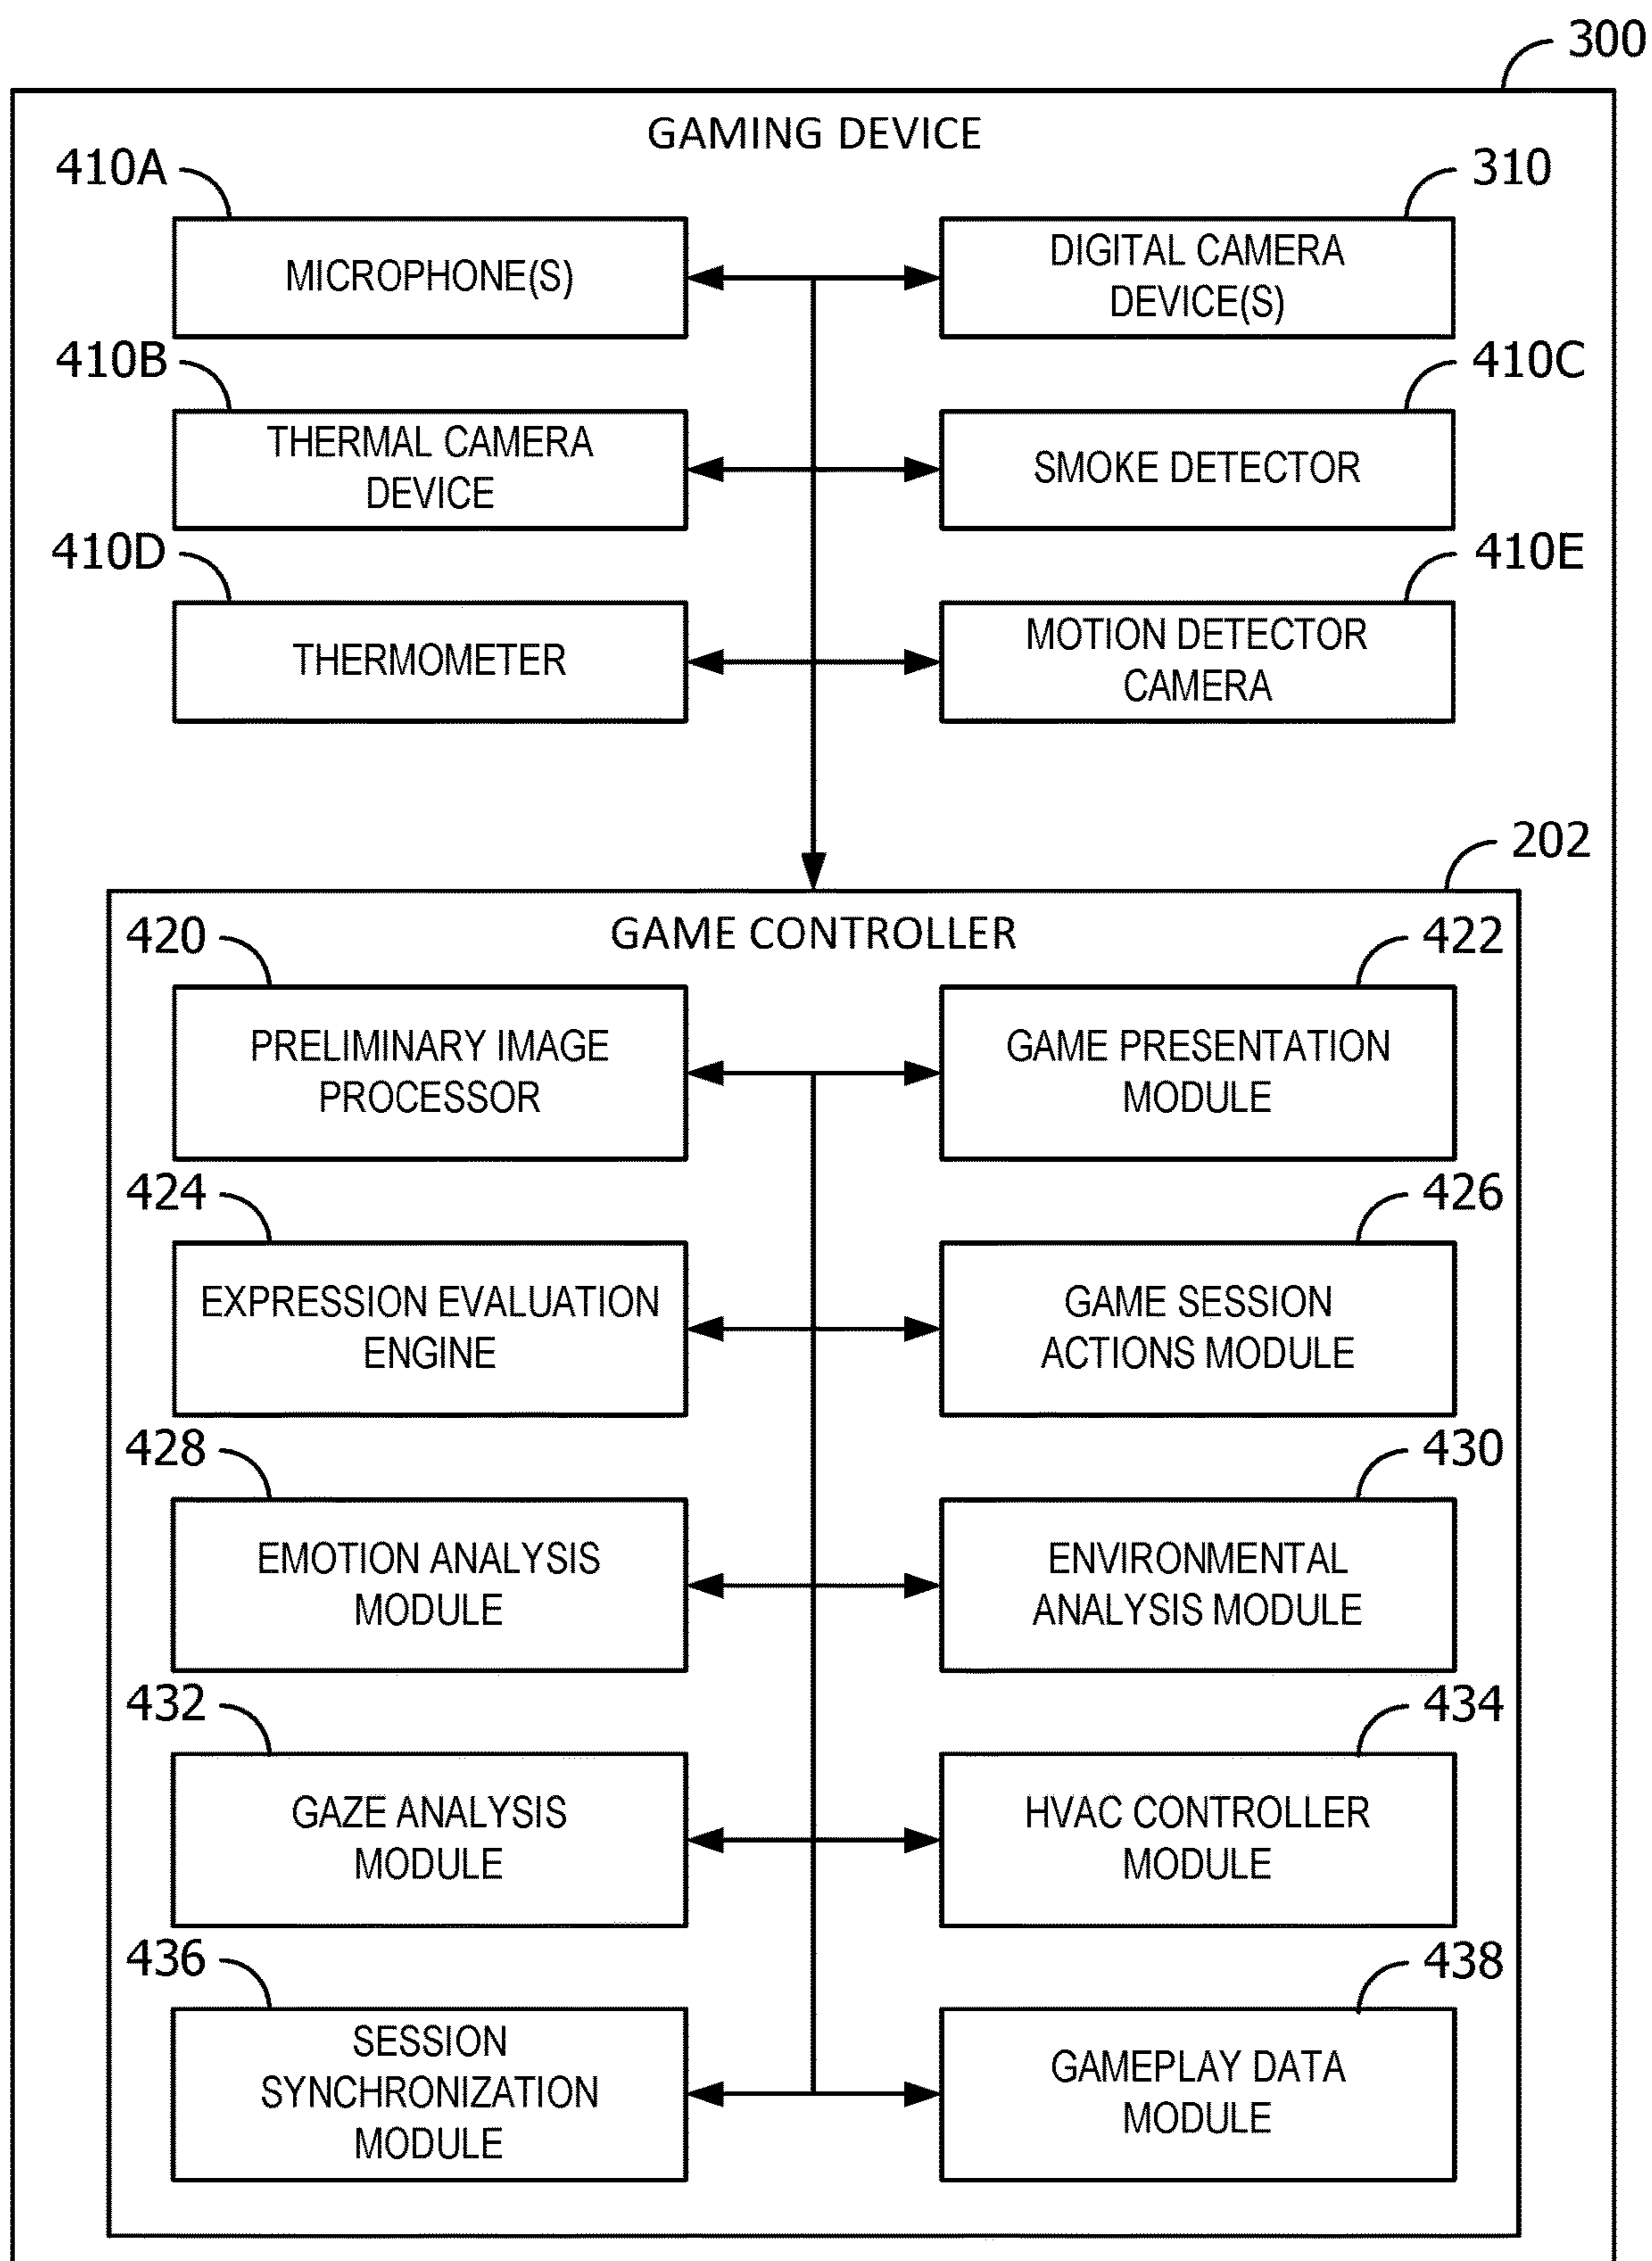 300
GAMING DEVICE
410A
310
MICROPHONE(S)
DIGITAL CAMERA
DEVICE(S)
410B
410C
THERMAL CAMERA
DEVICE
SMOKE DETECTOR
410D
410E
THERMOMETER
MOTION DETECTOR
CAMERA
202
GAME CONTROLLER
420
422
PRELIMINARY IMAGE
PROCESSOR
GAME PRESENTATION
MODULE
424
426
EXPRESSION EVALUATION
ENGINE
GAME SESSION
ACTIONS MODULE
428
430
EMOTION ANALYSIS
MODULE
ENVIRONMENTAL
ANALYSIS MODULE
432
434
GAZE ANALYSIS
MODULE
HVAC CONTROLLER
MODULE
436
438
SESSION
SYNCHRONIZATION
MODULE
GAMEPLAY DATA
MODULE